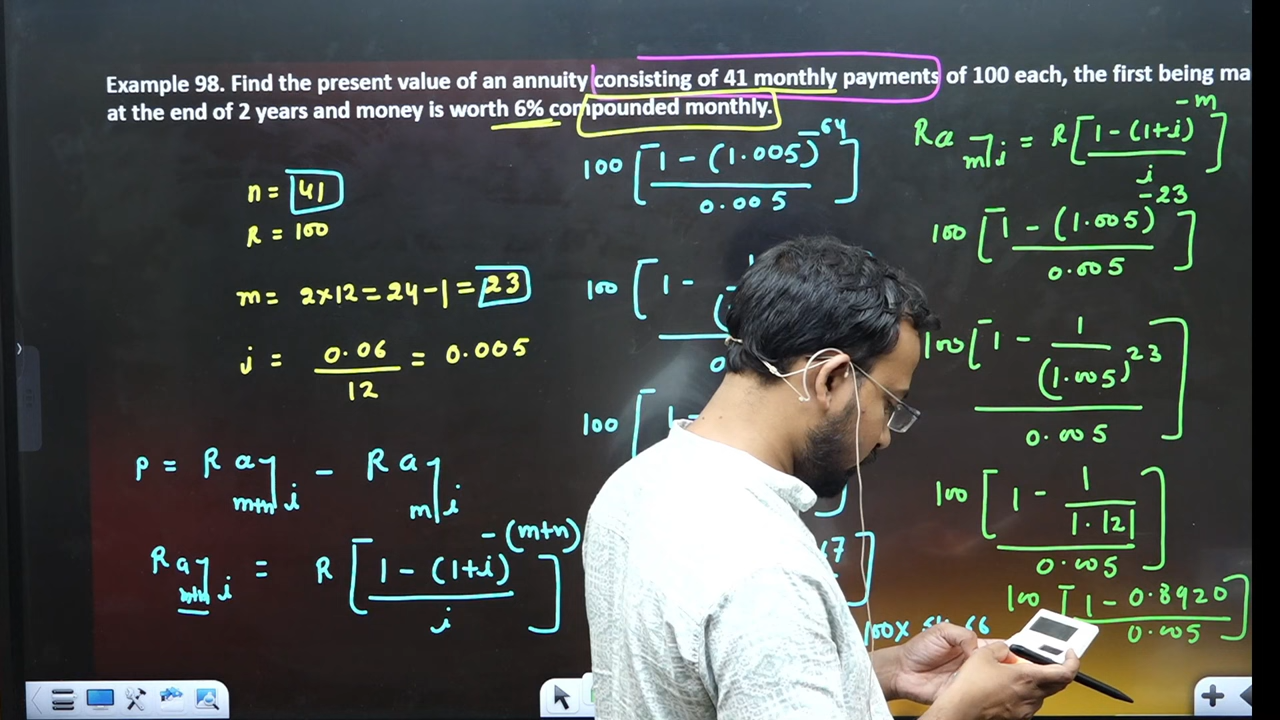 Example 98. Find the present value of an annuity consisting of 41 monthly payments of 100 each, the first being ma
at the end of 2 years and money is worth 6% compounded monthly.
n = 41
R = 100
m = 2×12 = 24 - 1 = 23
i = 0.06 / 12 = 0.005
P = R a m+n i - R a m i
R a m+n i = R [ 1 - (1+i)^-(m+n) / i ]
100 [ 1 - (1.005)^-64 / 0.005 ]
100 [ 1 -
100 [
100×
R a m i = R [ 1 - (1+i)^-m / i ]
100 [ 1 - (1.005)^-23 / 0.005 ]
100 [ 1 - 1 / (1.005)^23 / 0.005 ]
100 [ 1 - 1 / 1.121 / 0.005 ]
100 [ 1 - 0.8920 / 0.005 ]